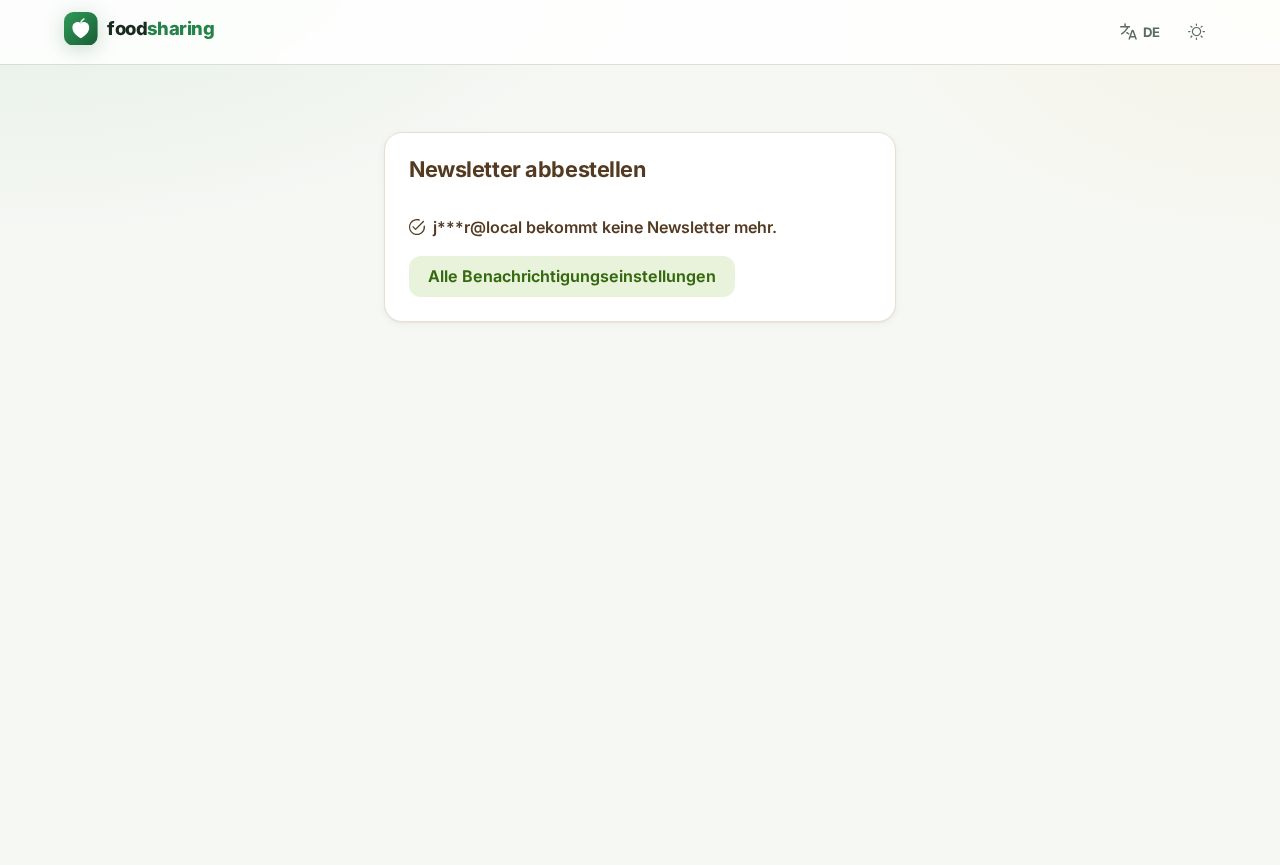 foodsharing
DE
Newsletter abbestellen
j***r@local bekommt keine Newsletter mehr.
Alle Benachrichtigungseinstellungen